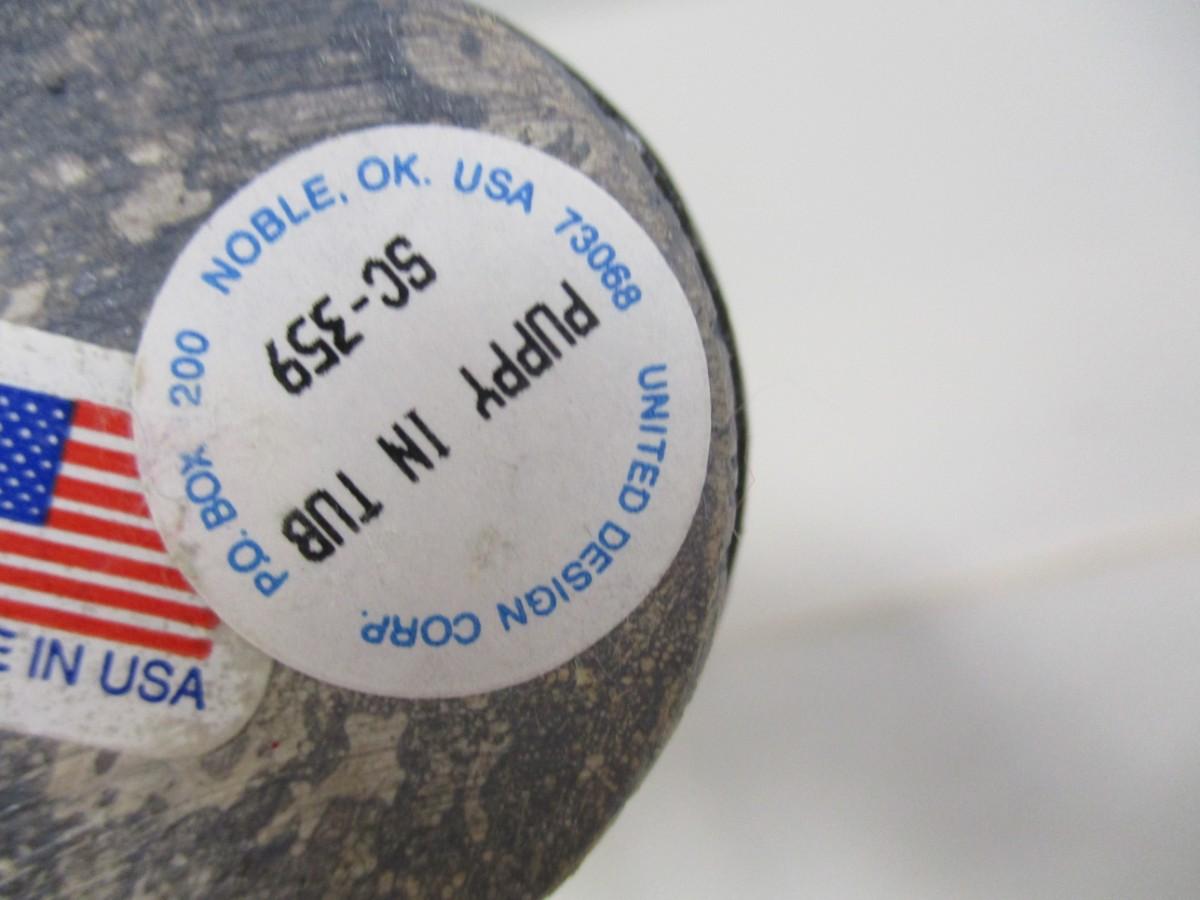 UNITED DESIGN CORP.
P.O. BOX 200 NOBLE, OK. USA 73068
SC-359
PUPPY IN TUB
E IN USA